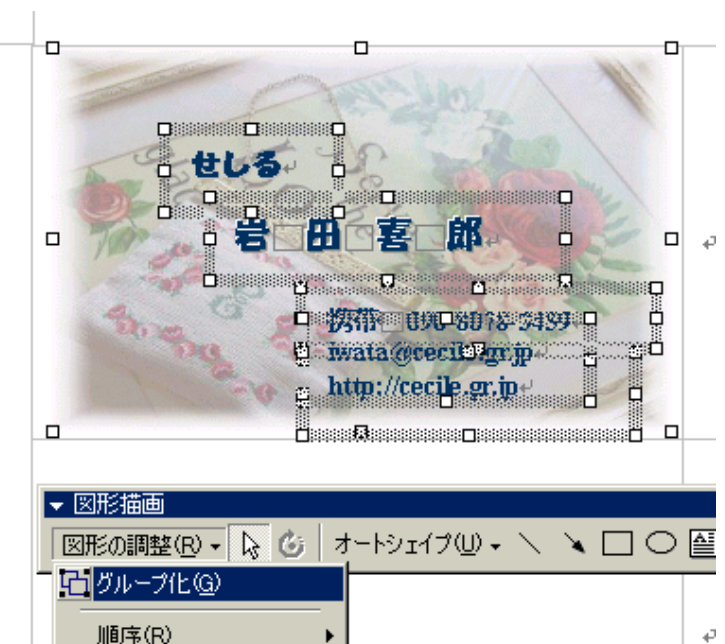 せしる
岩□田□喜□郎
携帯
iwata@cecile.gr.jp
http://cecile.gr.jp
図形描画
図形の調整(R)
オートシェイプ(U)
グループ化(G)
順序(R)